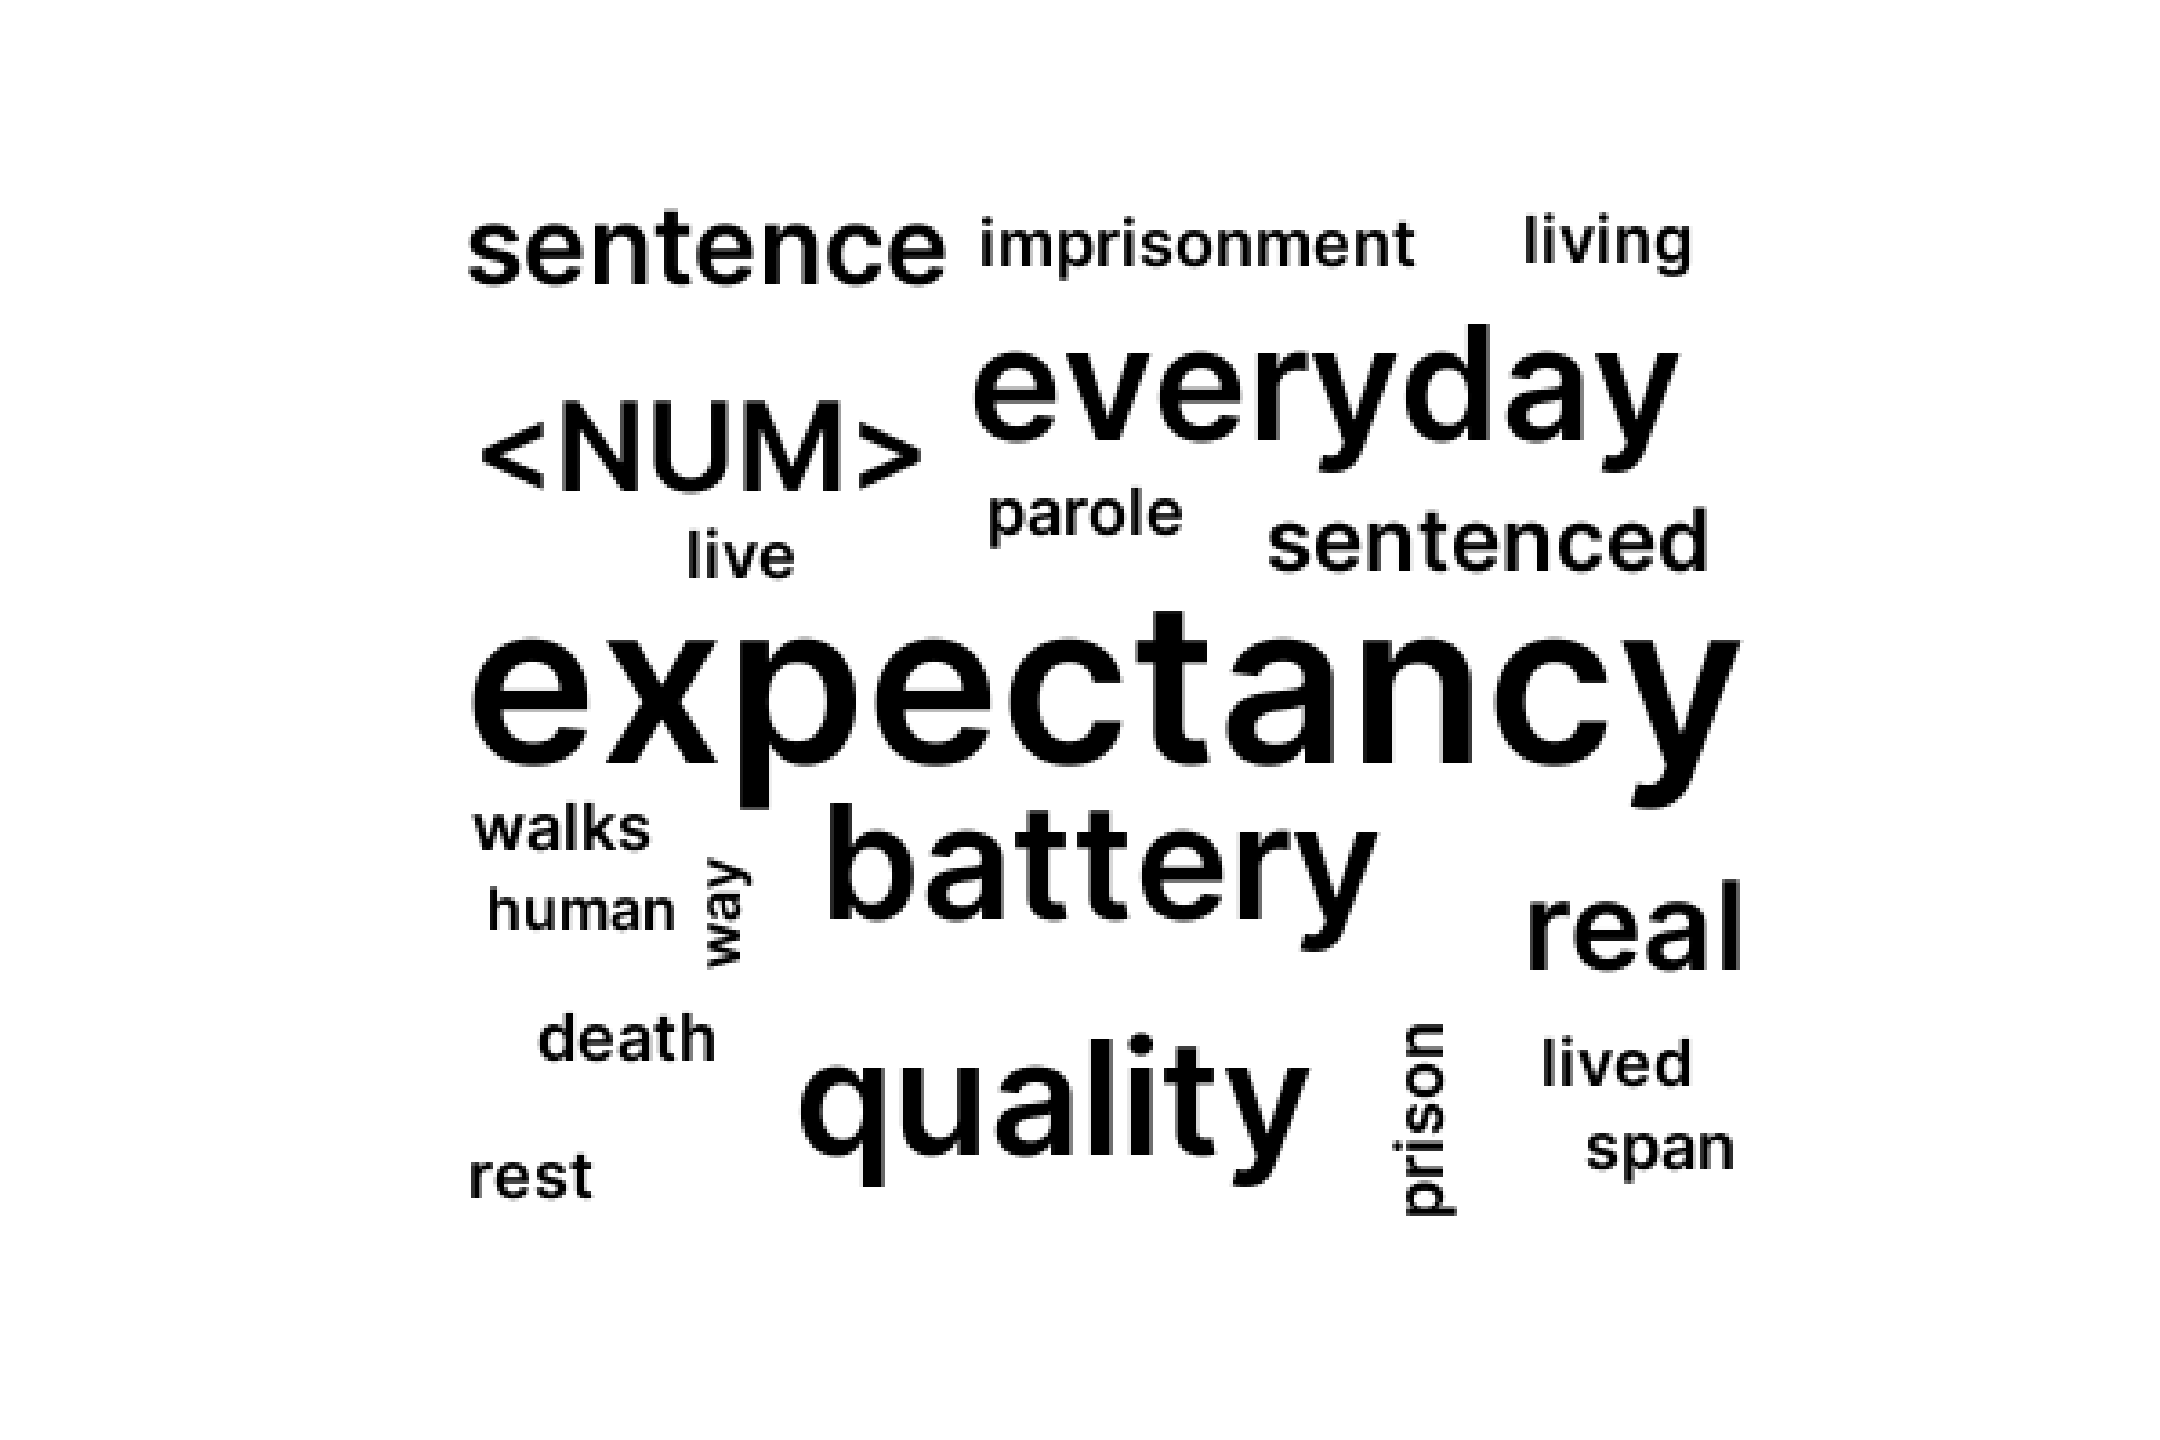 sentence imprisonment living
everyday
<NUM>
parole sentenced
live
expectancy
walks battery
human way real
death quality prison lived
span
rest